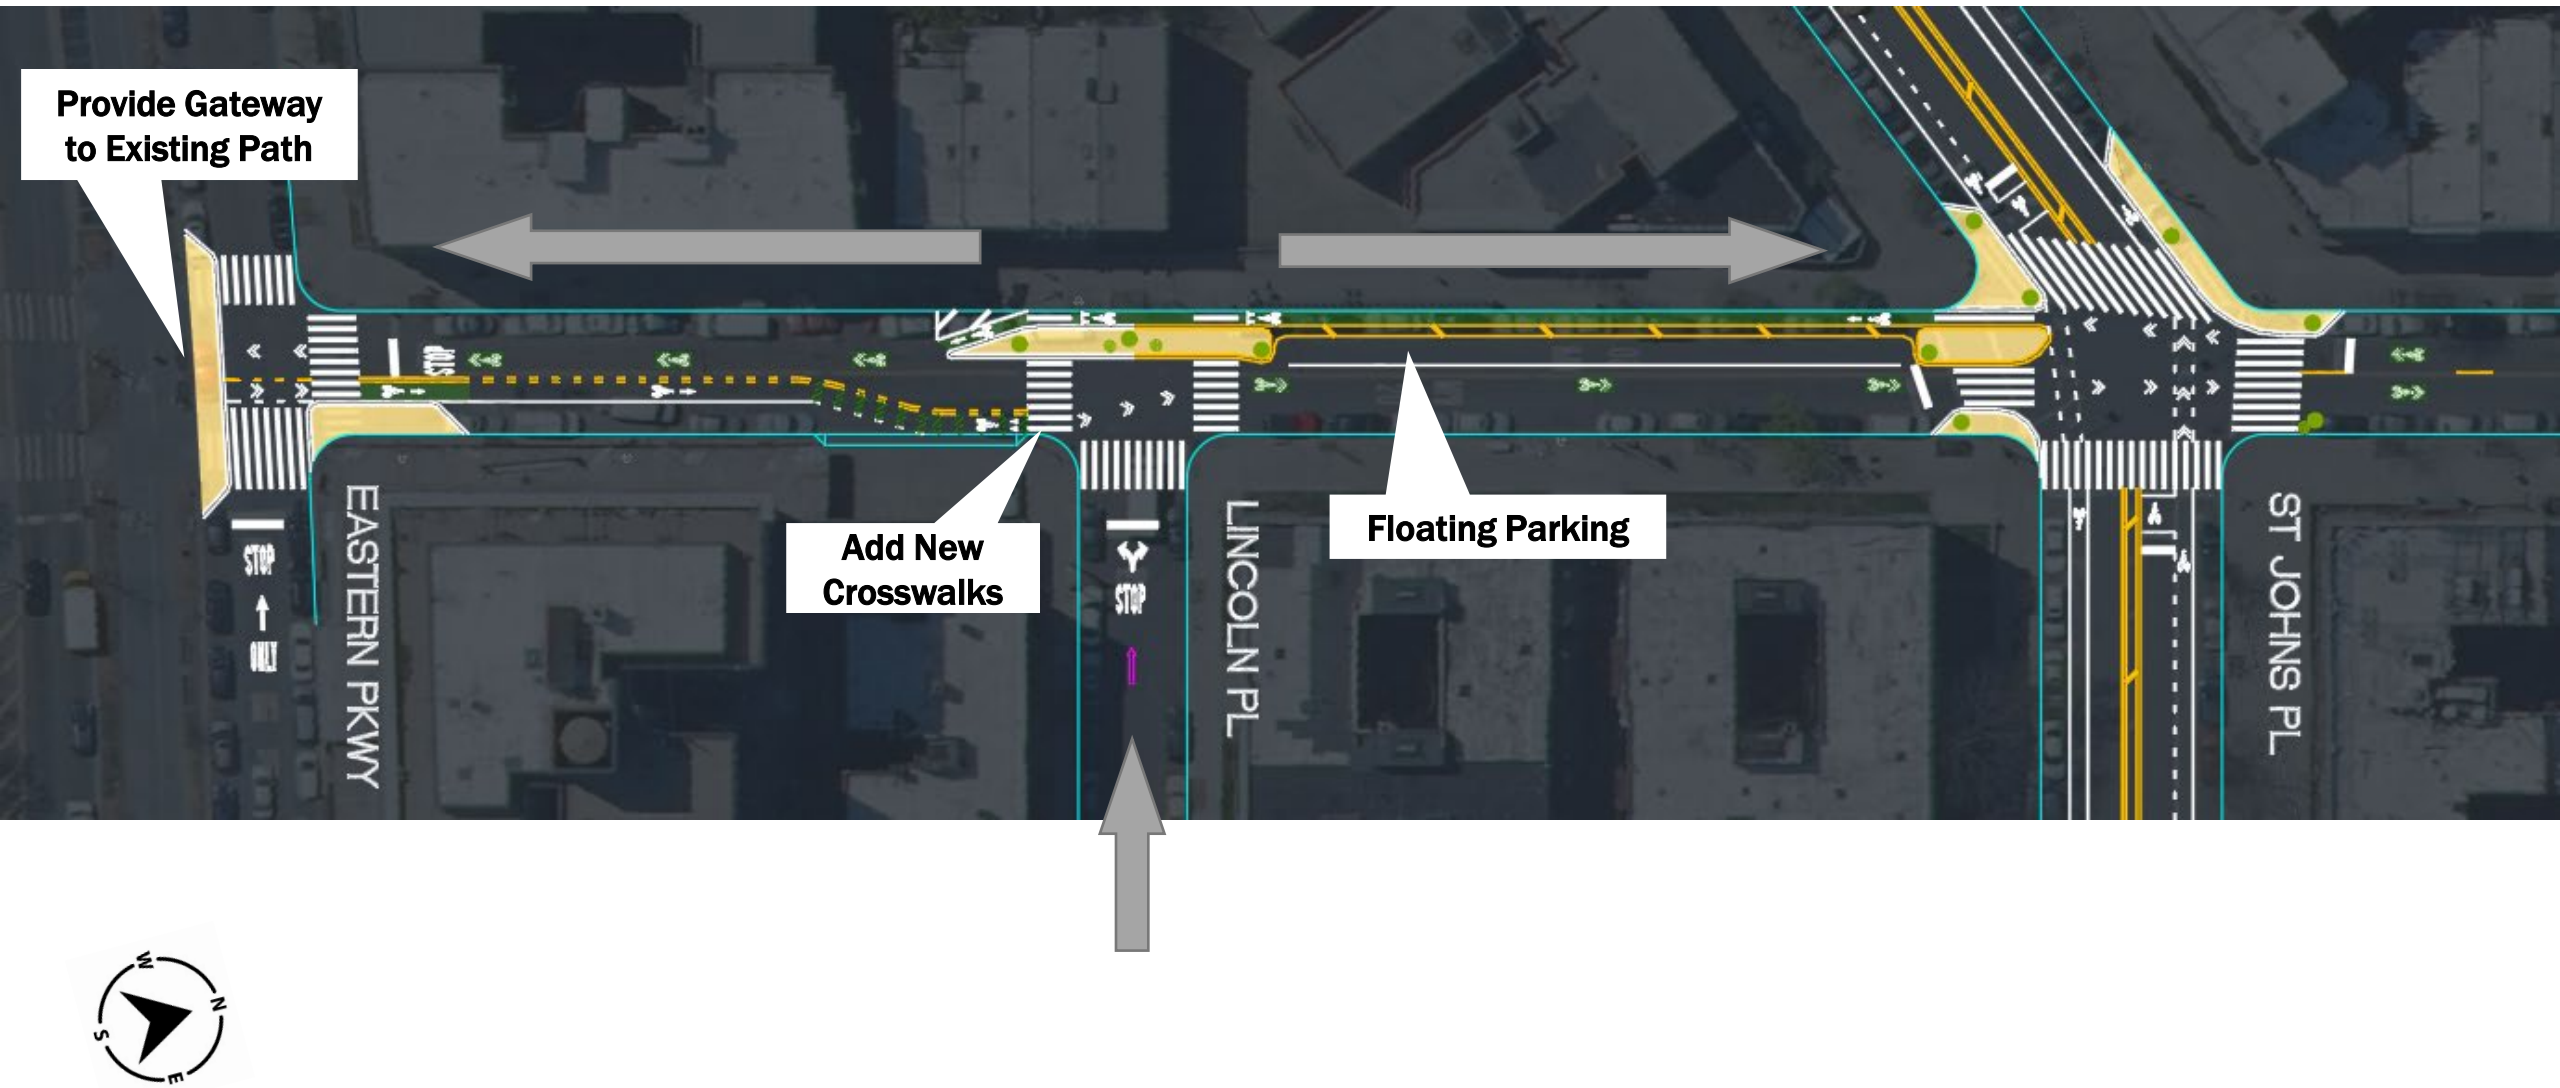 Provide Gateway
to Existing Path
STOP
Add New
Crosswalks
Floating Parking
STOP
ONLY
EASTERN PKWY
STOP
LINCOLN PL
ST JOHNS PL
W
N
S
E